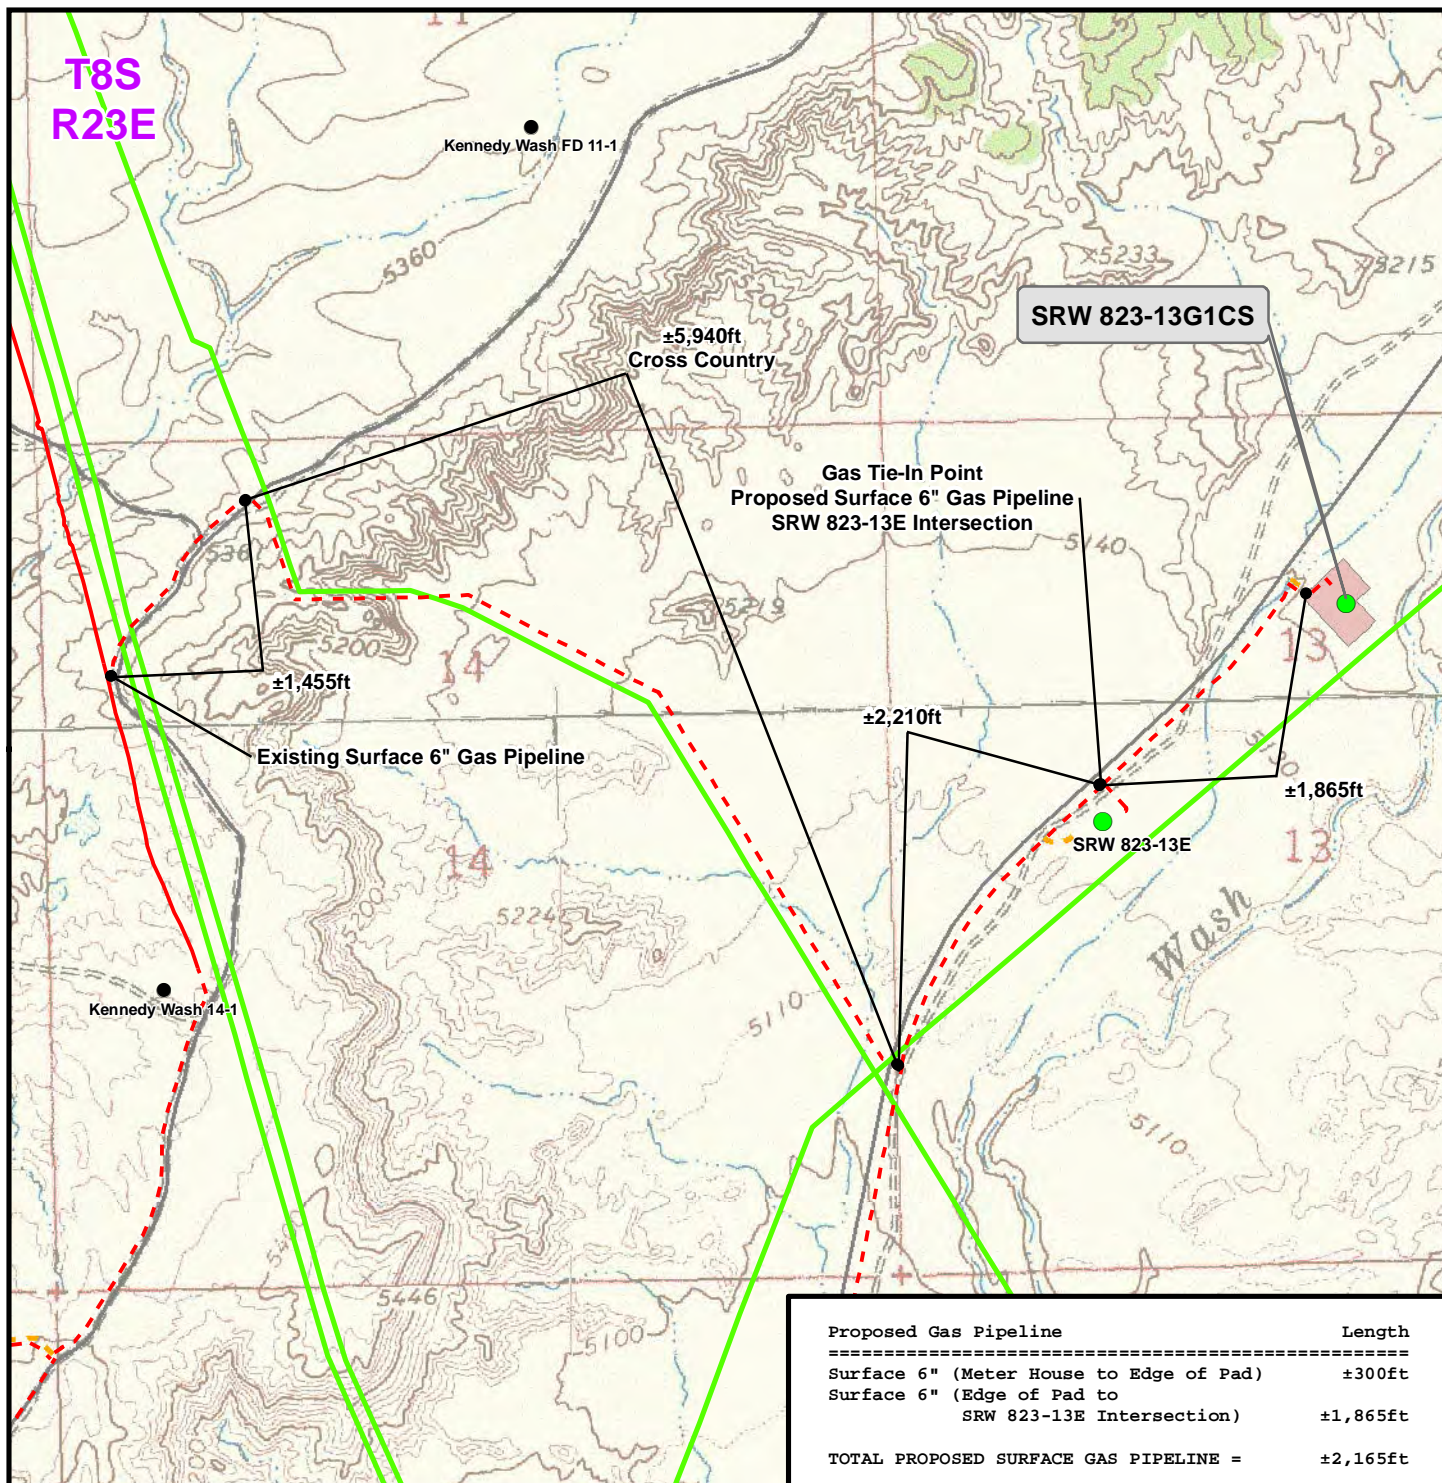 11
T8S
R23E
Kennedy Wash FD 11-1
5360
5233
5215
SRW 823-13G1CS
±5,940ft
Cross Country
Gas Tie-In Point
Proposed Surface 6" Gas Pipeline
SRW 823-13E Intersection
5140
5219
5200
14
13
±1,455ft
±2,210ft
Existing Surface 6" Gas Pipeline
±1,865ft
SRW 823-13E
13
14
5224
Wash
5110
Kennedy Wash 14-1
5110
5446
5100
Proposed Gas Pipeline Length
====================================================
Surface 6" (Meter House to Edge of Pad) ±300ft
Surface 6" (Edge of Pad to
SRW 823-13E Intersection) ±1,865ft
TOTAL PROPOSED SURFACE GAS PIPELINE = ±2,165ft